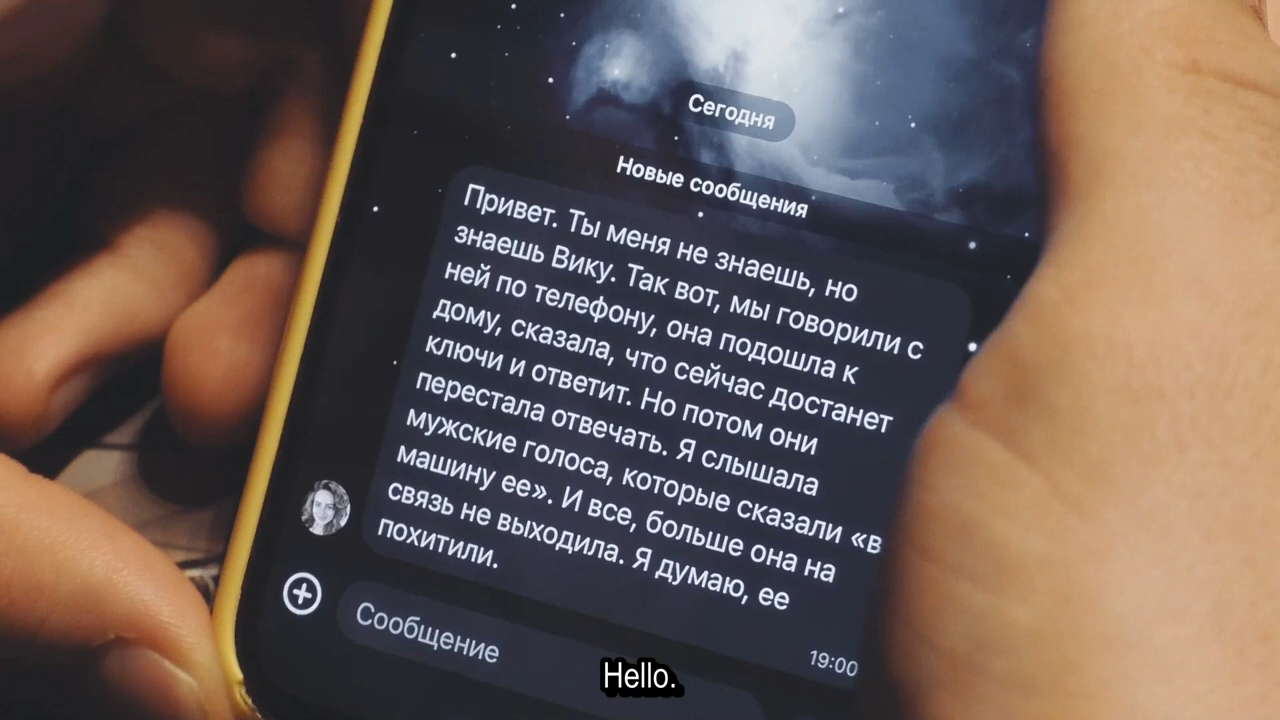 Сегодня
Новые сообщения
Привет. Ты меня не знаешь, но
знаешь Вику. Так вот, мы говорили с
ней по телефону, она подошла к
дому, сказала, что сейчас достанет
ключи и ответит. Но потом они
перестала отвечать. Я слышала
мужские голоса, которые сказали «в
машину ее». И все, больше она на
связь не выходила. Я думаю, ее
похитили.
19:00
Сообщение
Hello.